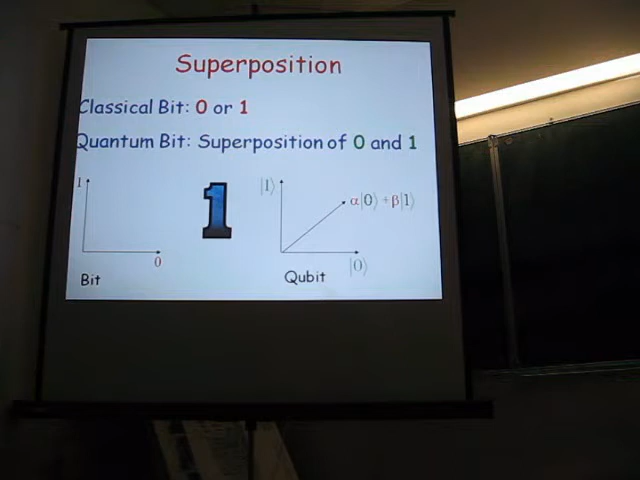 Superposition
Classical Bit: 0 or 1
Quantum Bit: Superposition of 0 and 1
1
0
Bit
1
|1⟩
α|0⟩ + β|1⟩
|0⟩
Qubit